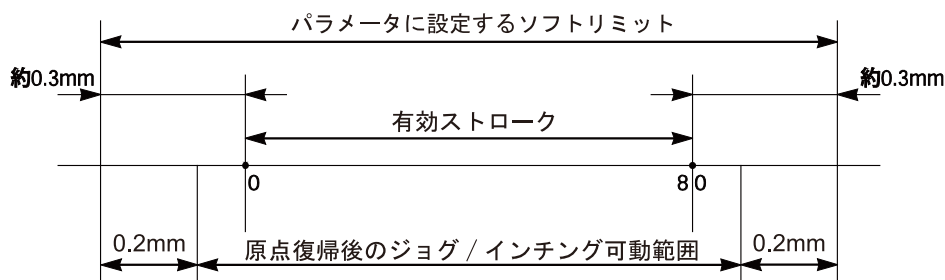 パラメータに設定するソフトリミット
約0.3mm
約0.3mm
有効ストローク
0
80
0.2mm
原点復帰後のジョグ / インチング可動範囲
0.2mm